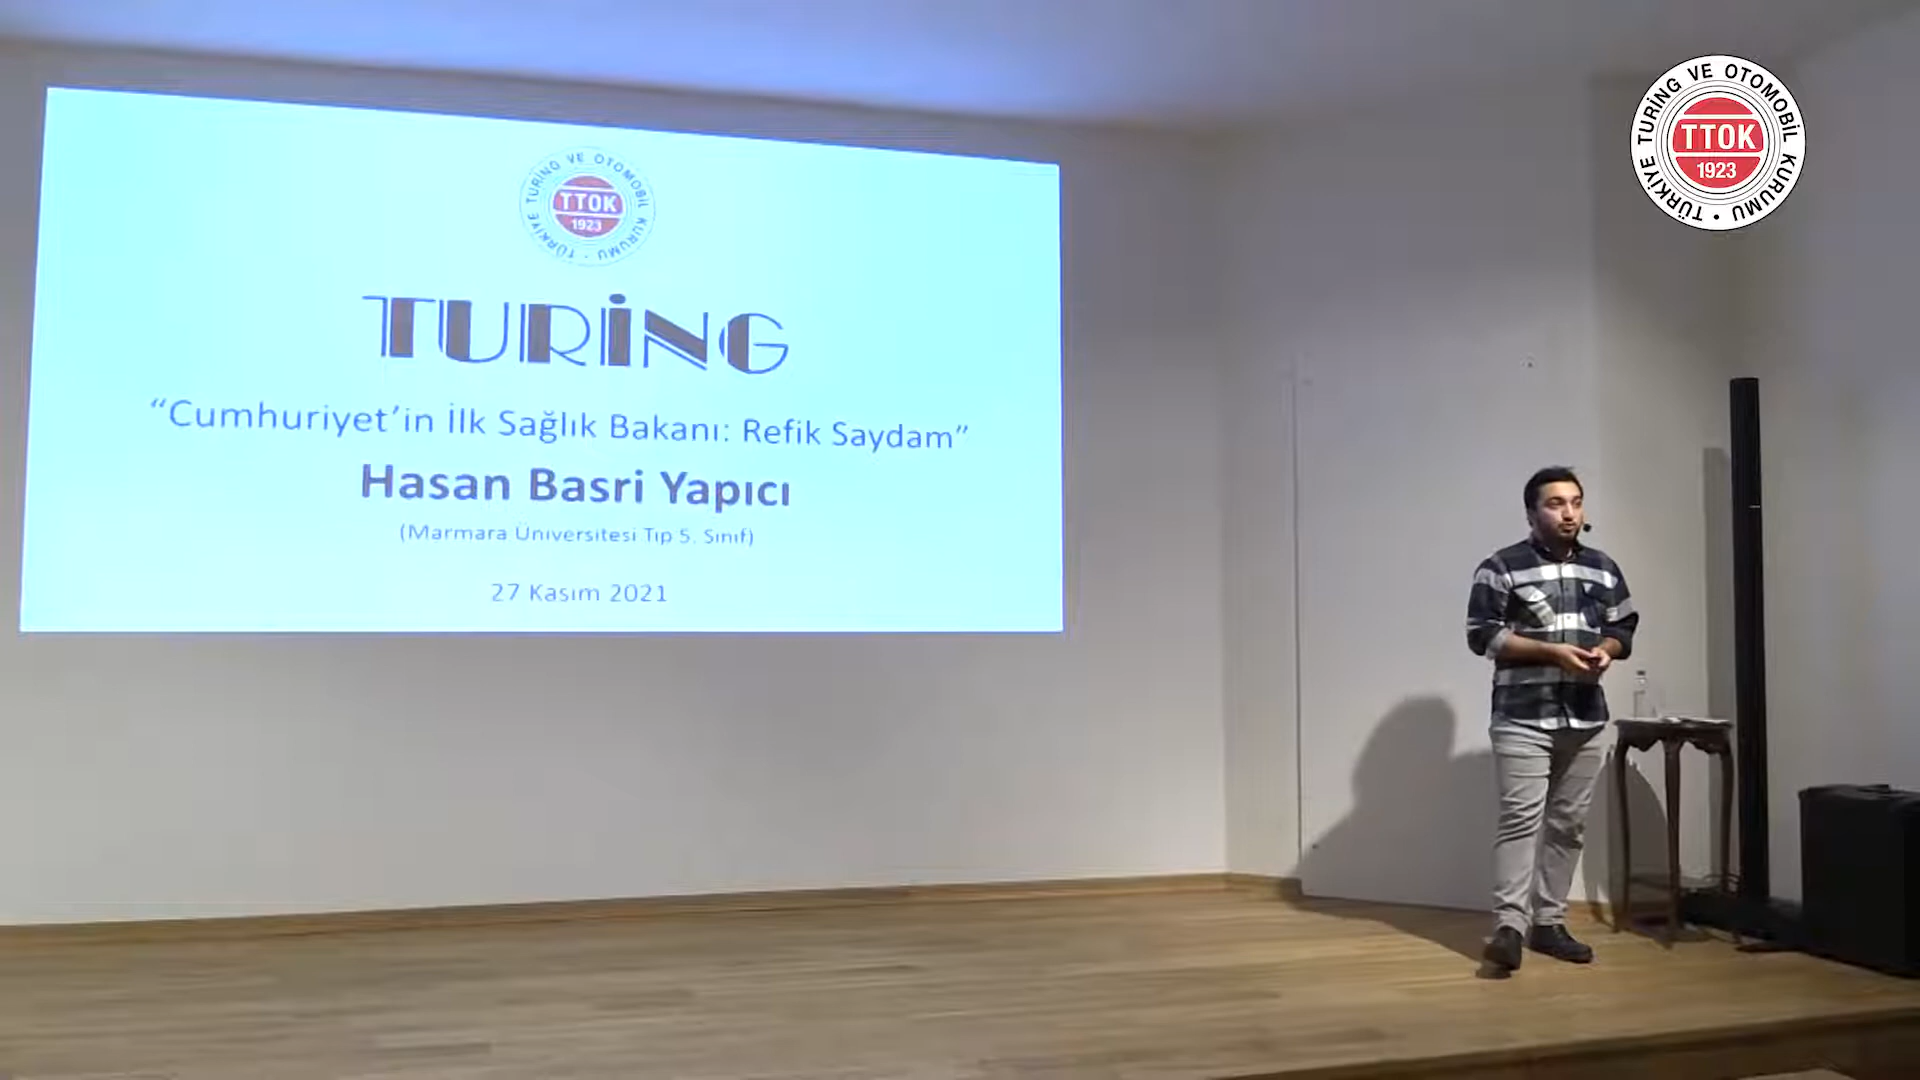 TÜRKİYE TURİNG VE OTOMOBİL KURUMU •
TTOK
1923
TURİNG
“Cumhuriyet’in İlk Sağlık Bakanı: Refik Saydam”
Hasan Basri Yapıcı
(Marmara Üniversitesi Tıp 5. Sınıf)
27 Kasım 2021
TÜRKİYE TURİNG VE OTOMOBİL KURUMU •
TTOK
1923